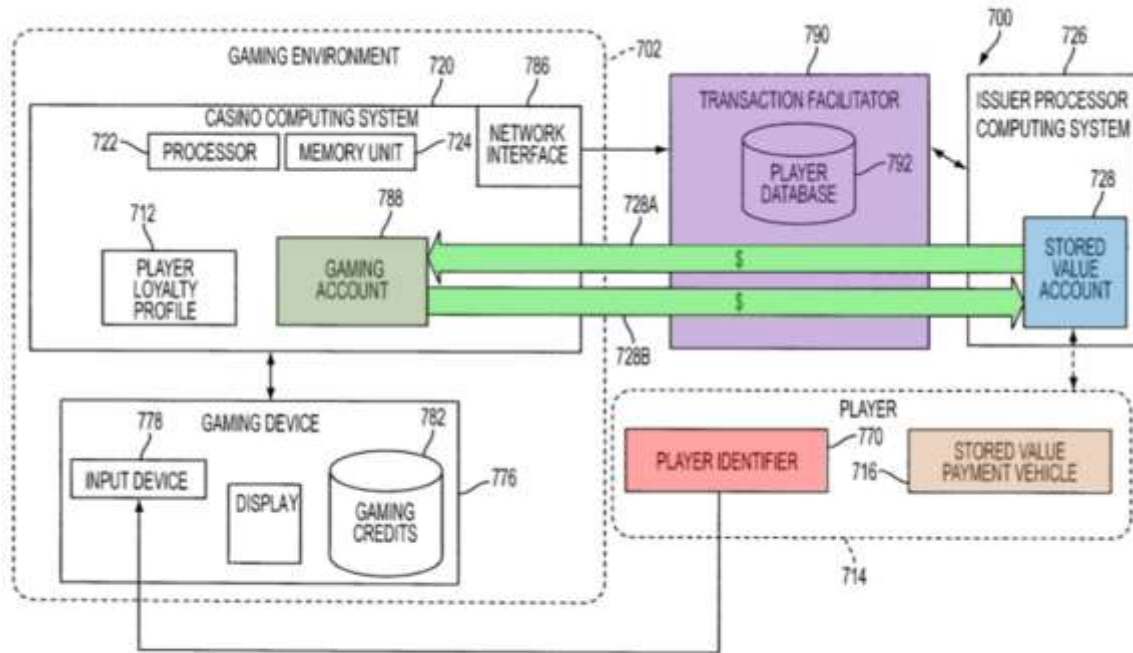 700
790
726
702
GAMING ENVIRONMENT
720
786
CASINO COMPUTING SYSTEM
722
PROCESSOR
MEMORY UNIT
724
NETWORK
INTERFACE
TRANSACTION FACILITATOR
PLAYER
DATABASE
792
ISSUER PROCESSOR
COMPUTING SYSTEM
728
STORED
VALUE
ACCOUNT
712
PLAYER
LOYALTY
PROFILE
788
GAMING
ACCOUNT
728A
$
$
728B
GAMING DEVICE
778
INPUT DEVICE
DISPLAY
782
GAMING
CREDITS
776
PLAYER
PLAYER IDENTIFIER
770
716
STORED VALUE
PAYMENT VEHICLE
714